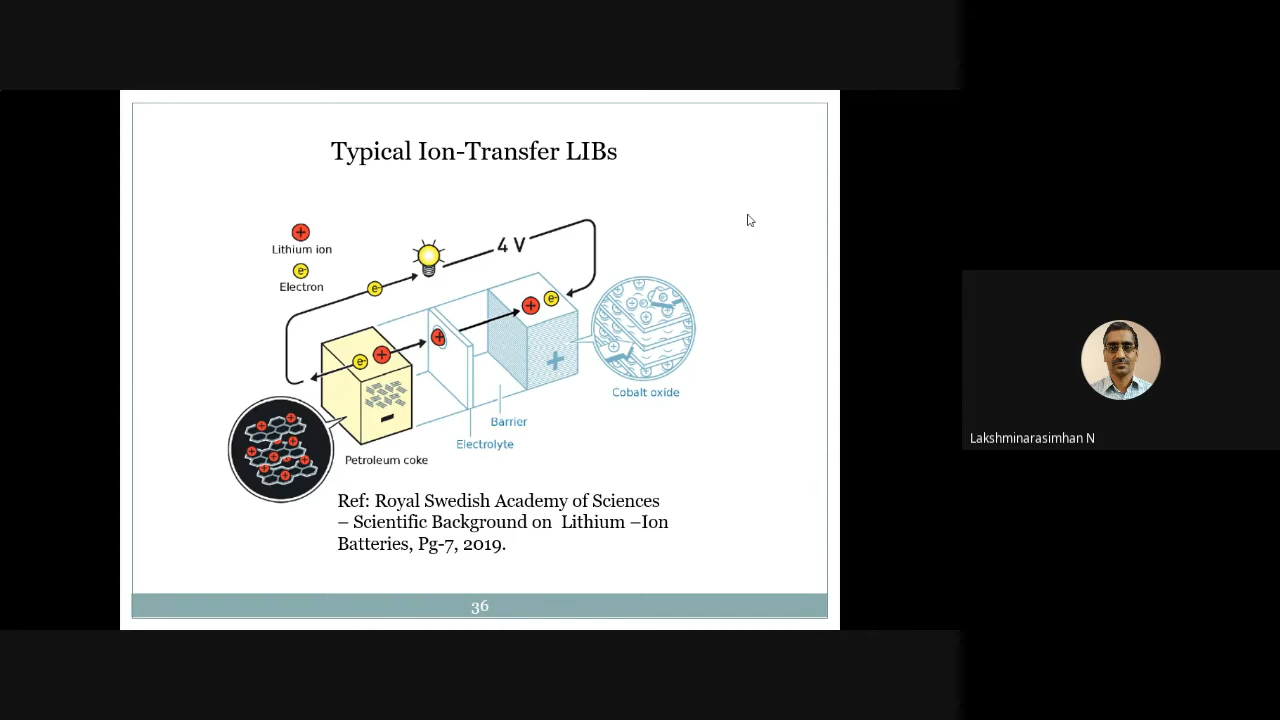 Typical Ion-Transfer LIBs
+
Lithium ion
e-
Electron
4 V
e-
+
e-
+
e-
+
+
-
Cobalt oxide
Barrier
Electrolyte
Petroleum coke
Ref: Royal Swedish Academy of Sciences
– Scientific Background on Lithium –Ion
Batteries, Pg-7, 2019.
36
Lakshminarasimhan N